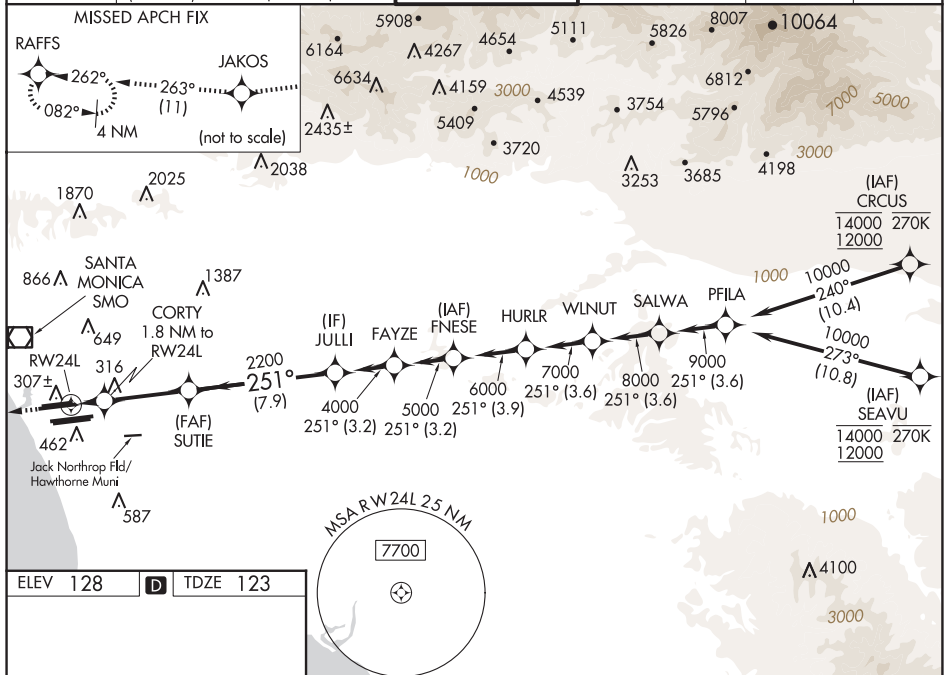 MISSED APCH FIX
RAFFS
JAKOS
262°
263°
(11)
082°
4 NM
(not to scale)
5908
6164
4267
4654
5111
5826
8007
10064
6634
4159
3000
4539
6812
2435±
5409
3754
5796
7000
5000
3720
2038
1000
3253
3685
4198
3000
2025
1870
(IAF)
CRCUS
14000 270K
12000
866
SANTA
MONICA
SMO
1387
649
CORTY
1.8 NM to
RW24L
316
RW24L
307±
(FAF)
SUTIE
2200
251°
(7.9)
(IF)
JULLI
FAYZE
(IAF)
FNESE
HURLR
WLNUT
SALWA
PFILA
1000
10000
240°
(10.4)
10000
273°
(10.8)
4000
251° (3.2)
5000
251° (3.2)
6000
251° (3.9)
7000
251° (3.6)
8000
251° (3.6)
9000
251° (3.6)
(IAF)
SEAVU
14000 270K
12000
462
Jack Northrop Fld/
Hawthorne Muni
587
MSA RW24L 25 NM
7700
1000
4100
3000
ELEV 128 D TDZE 123